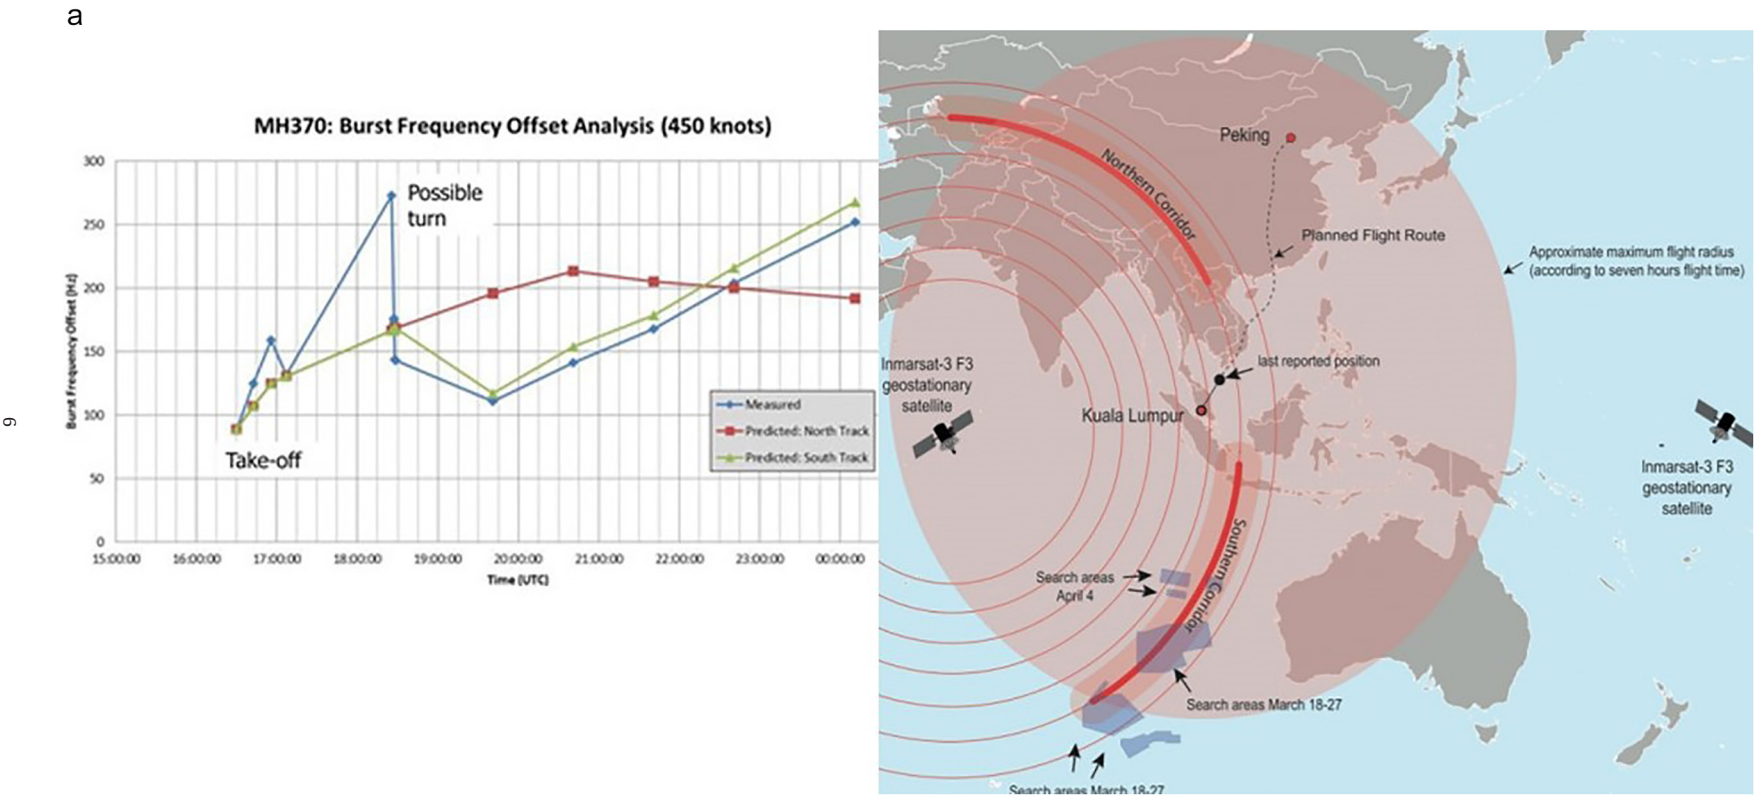 a
9
MH370: Burst Frequency Offset Analysis (450 knots)
300
250
200
150
100
50
0
Burst Frequency Offset (Hz)
Possible
turn
Take-off
Measured
Predicted: North Track
Predicted: South Track
15:00:00 16:00:00 17:00:00 18:00:00 19:00:00 20:00:00 21:00:00 22:00:00 23:00:00 00:00:00
Time (UTC)
Peking
Northern Corridor
Planned Flight Route
Approximate maximum flight radius
(according to seven hours flight time)
last reported position
Inmarsat-3 F3
geostationary
satellite
Kuala Lumpur
Inmarsat-3 F3
geostationary
satellite
Southern Corridor
Search areas
April 4
Search areas March 18-27
Search areas March 18-27